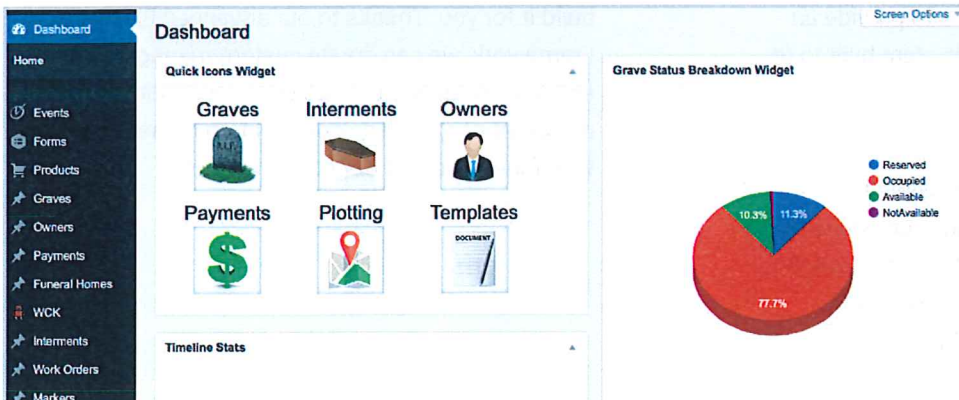 Screen Options
Dashboard
Home
Events
Forms
Products
Graves
Owners
Payments
Funeral Homes
WCK
Interments
Work Orders
Markers
Dashboard
Quick Icons Widget
Graves
Interments
Owners
R.I.P.
Payments
Plotting
Templates
$
DOCUMENT
Timeline Stats
Grave Status Breakdown Widget
10.3%
11.3%
77.7%
Reserved
Occupied
Available
NotAvailable